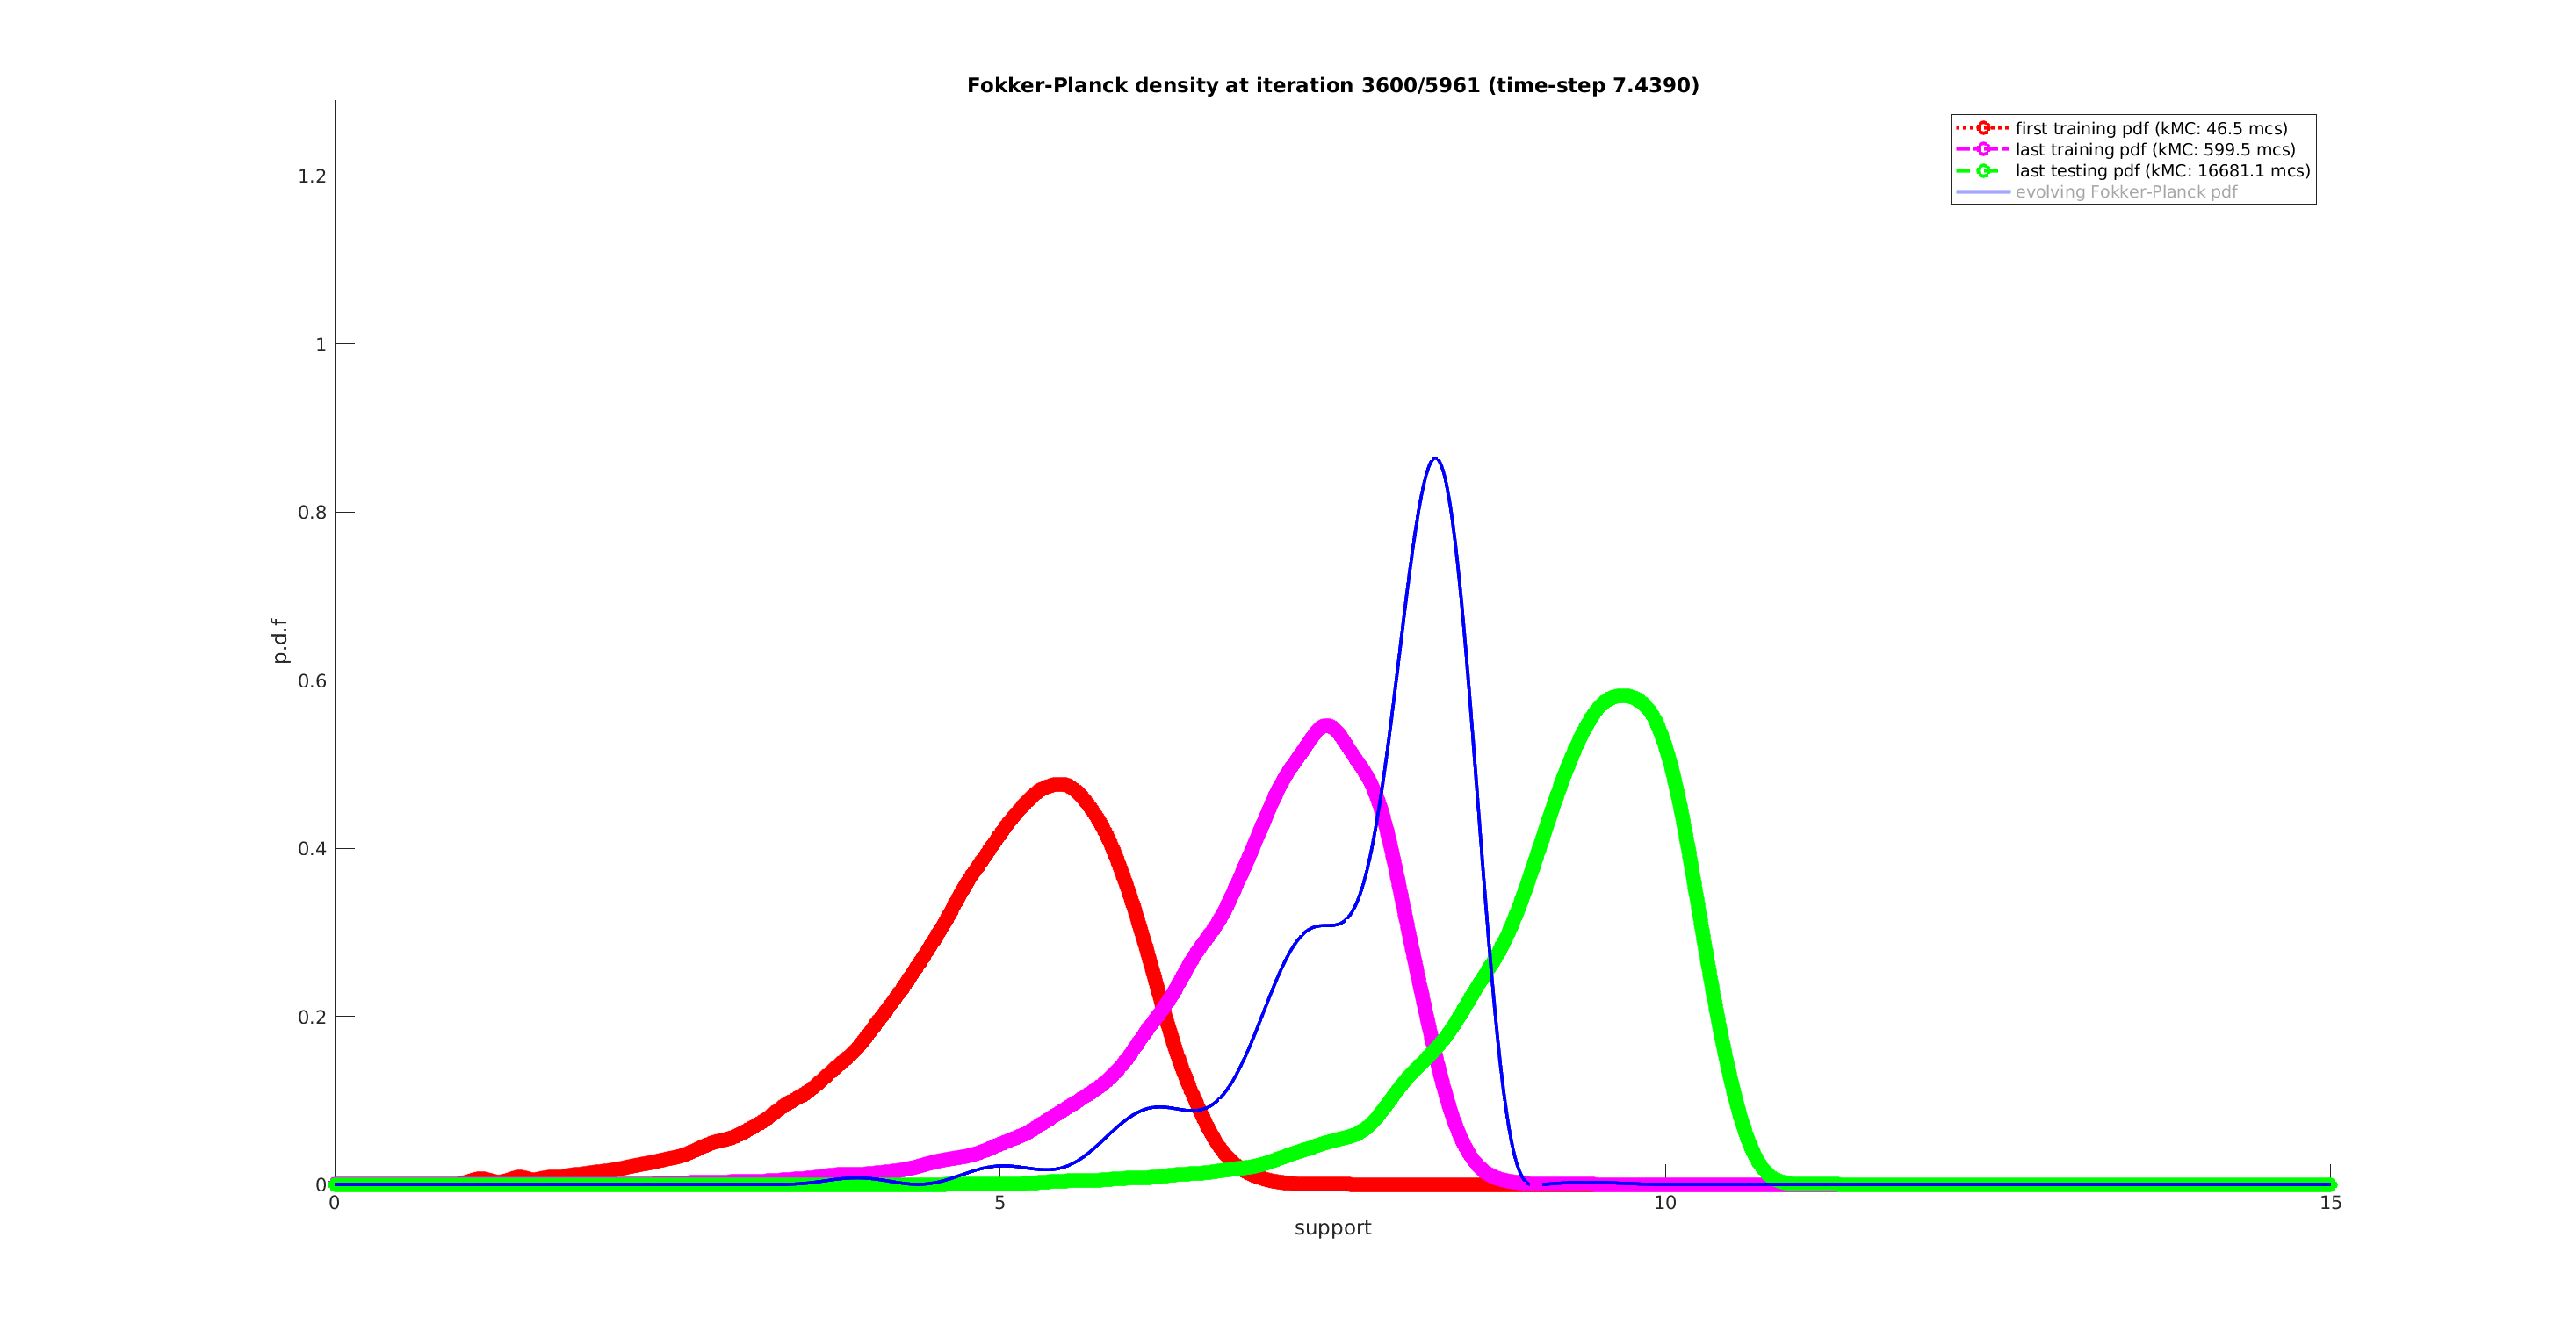 Fokker-Planck density at iteration 3600/5961 (time-step 7.4390)
first training pdf (kMC: 46.5 mcs)
last training pdf (kMC: 599.5 mcs)
last testing pdf (kMC: 16681.1 mcs)
evolving Fokker-Planck pdf
1.2
1
0.8
p.d.f
0.6
0.4
0.2
0
0
5
10
15
support